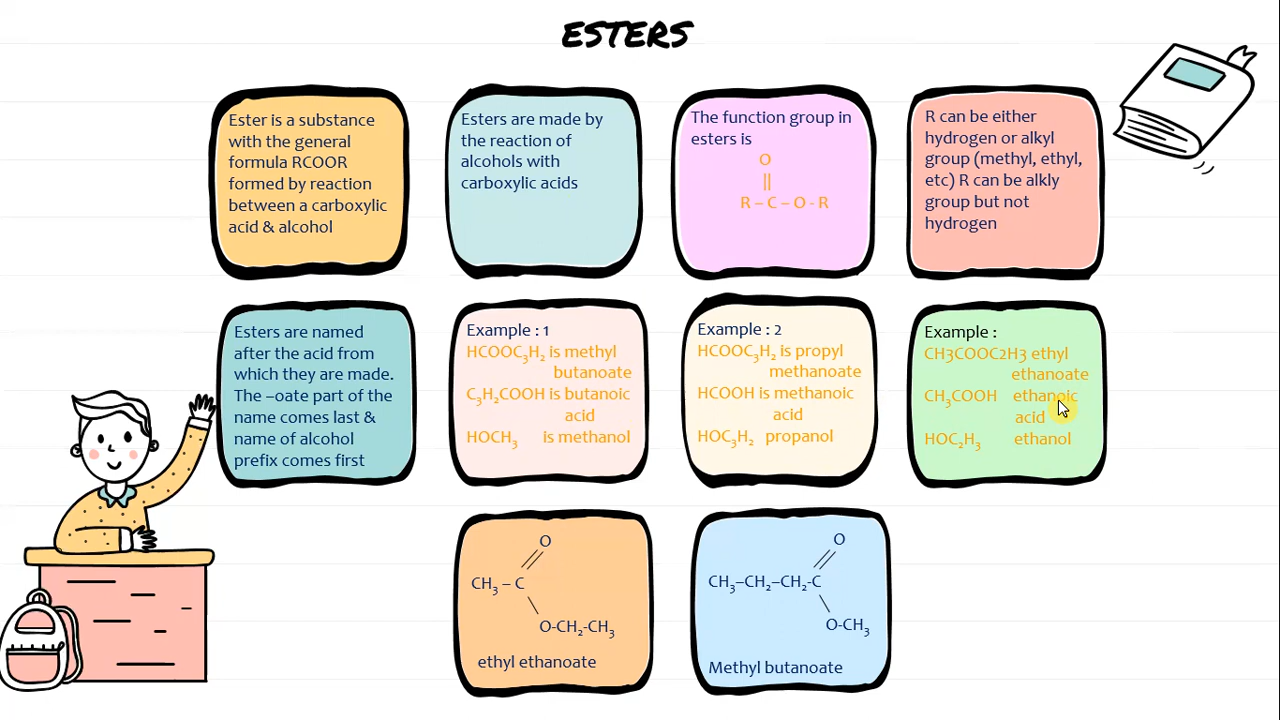 ESTERS
Ester is a substance
with the general
formula RCOOR
formed by reaction
between a carboxylic
acid & alcohol
Esters are made by
the reaction of
alcohols with
carboxylic acids
The function group in
esters is
O
||
R – C – O - R
R can be either
hydrogen or alkyl
group (methyl, ethyl,
etc) R can be alkly
group but not
hydrogen
Esters are named
after the acid from
which they are made.
The –oate part of the
name comes last &
name of alcohol
prefix comes first
Example : 1
HCOOC₃H₂ is methyl
butanoate
C₃H₂COOH is butanoic
acid
HOCH₃ is methanol
Example : 2
HCOOC₃H₂ is propyl
methanoate
HCOOH is methanoic
acid
HOC₃H₂ propanol
Example :
CH3COOC2H3 ethyl
ethanoate
CH₃COOH ethanoic
acid
HOC₂H₃ ethanol
O
CH₃ – C
O-CH₂-CH₃
ethyl ethanoate
O
CH₃–CH₂–CH₂-C
O-CH₃
Methyl butanoate